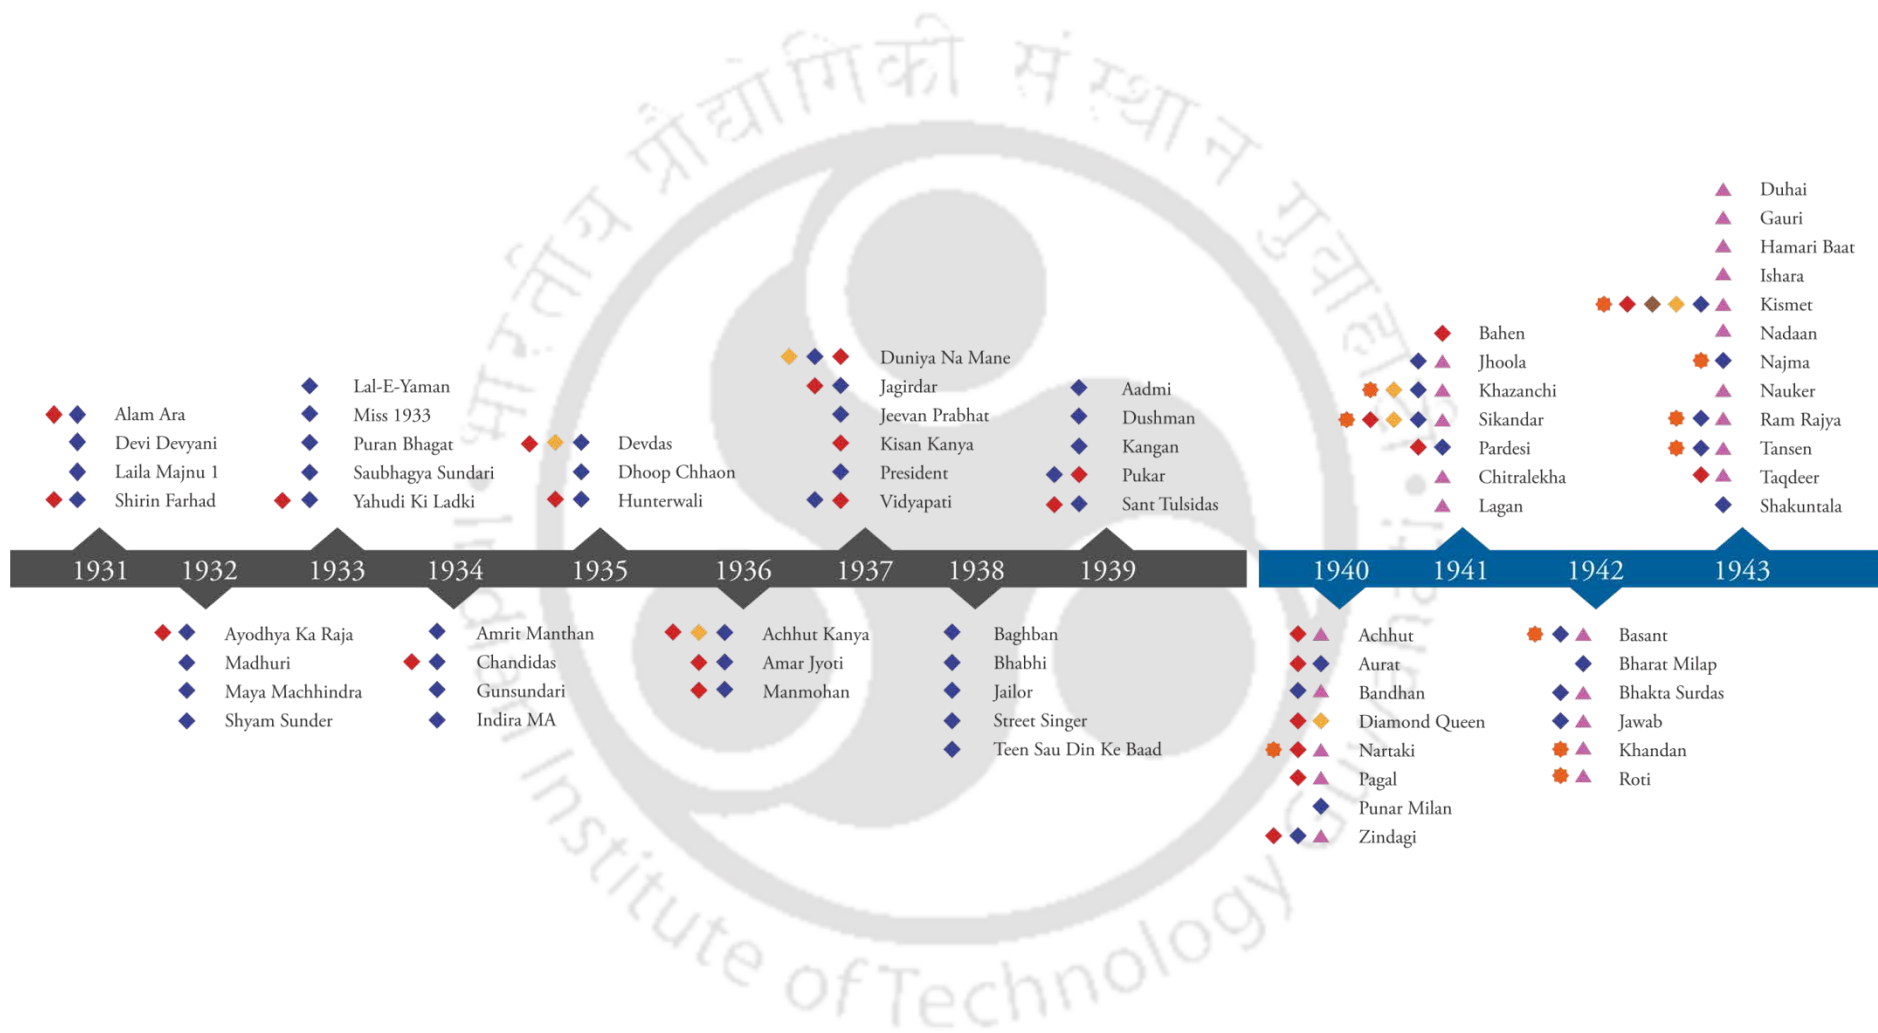 भारतीय प्रौद्योगिकी संस्थान गुवाहाटी
Indian Institute of Technology Guwahati
Alam Ara
Devi Devyani
Laila Majnu 1
Shirin Farhad
Lal-E-Yaman
Miss 1933
Puran Bhagat
Saubhagya Sundari
Yahudi Ki Ladki
Devdas
Dhoop Chhaon
Hunterwali
Duniya Na Mane
Jagirdar
Jeevan Prabhat
Kisan Kanya
President
Vidyapati
Aadmi
Dushman
Kangan
Pukar
Sant Tulsidas
Bahen
Jhoola
Khazanchi
Sikandar
Pardesi
Chitralekha
Lagan
Duhai
Gauri
Hamari Baat
Ishara
Kismet
Nadaan
Najma
Nauker
Ram Rajya
Tansen
Taqdeer
Shakuntala
1931 1932 1933 1934 1935 1936 1937 1938 1939 1940 1941 1942 1943
Ayodhya Ka Raja
Madhuri
Maya Machhindra
Shyam Sunder
Amrit Manthan
Chandidas
Gunsundari
Indira MA
Achhut Kanya
Amar Jyoti
Manmohan
Baghban
Bhabhi
Jailor
Street Singer
Teen Sau Din Ke Baad
Achhut
Aurat
Bandhan
Diamond Queen
Nartaki
Pagal
Punar Milan
Zindagi
Basant
Bharat Milap
Bhakta Surdas
Jawab
Khandan
Roti